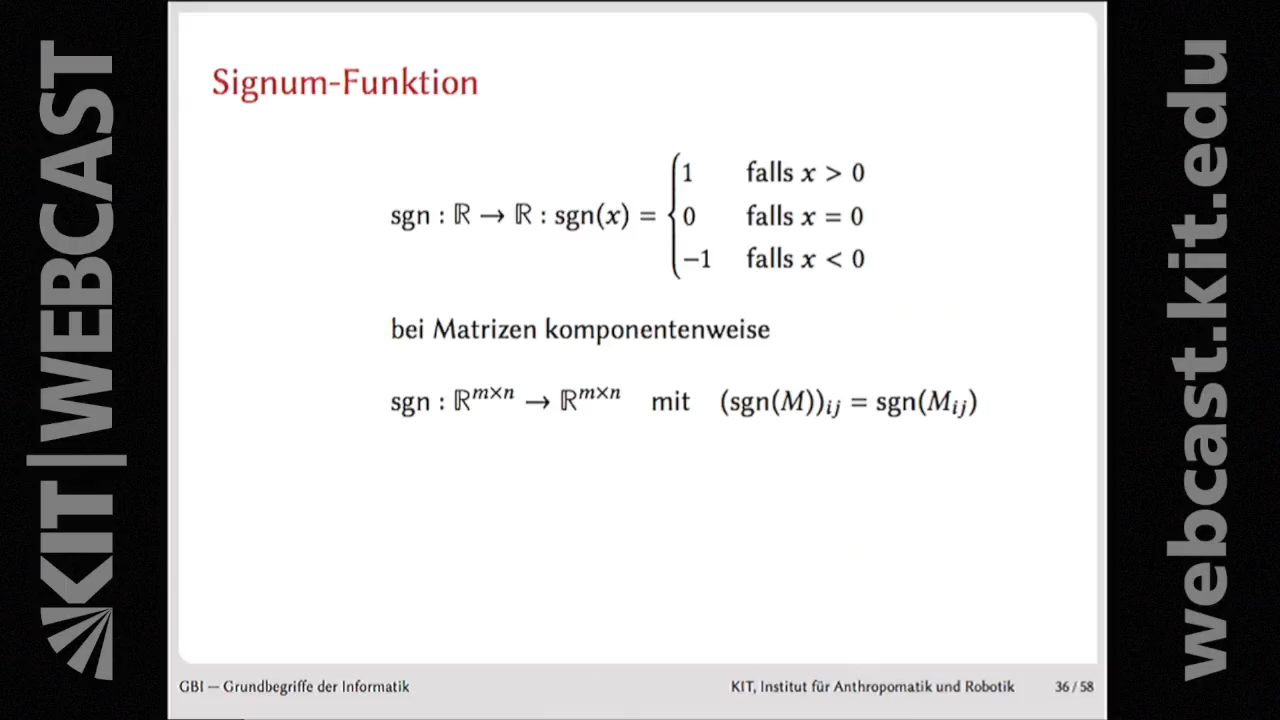 KIT | WEBCAST
Signum-Funktion
sgn : ℝ → ℝ : sgn(x) = { 1 falls x > 0
0 falls x = 0
−1 falls x < 0
bei Matrizen komponentenweise
sgn : ℝ^{m×n} → ℝ^{m×n} mit (sgn(M))_{ij} = sgn(M_{ij})
GBI — Grundbegriffe der Informatik KIT, Institut für Anthropomatik und Robotik 36 / 58
webcast.kit.edu